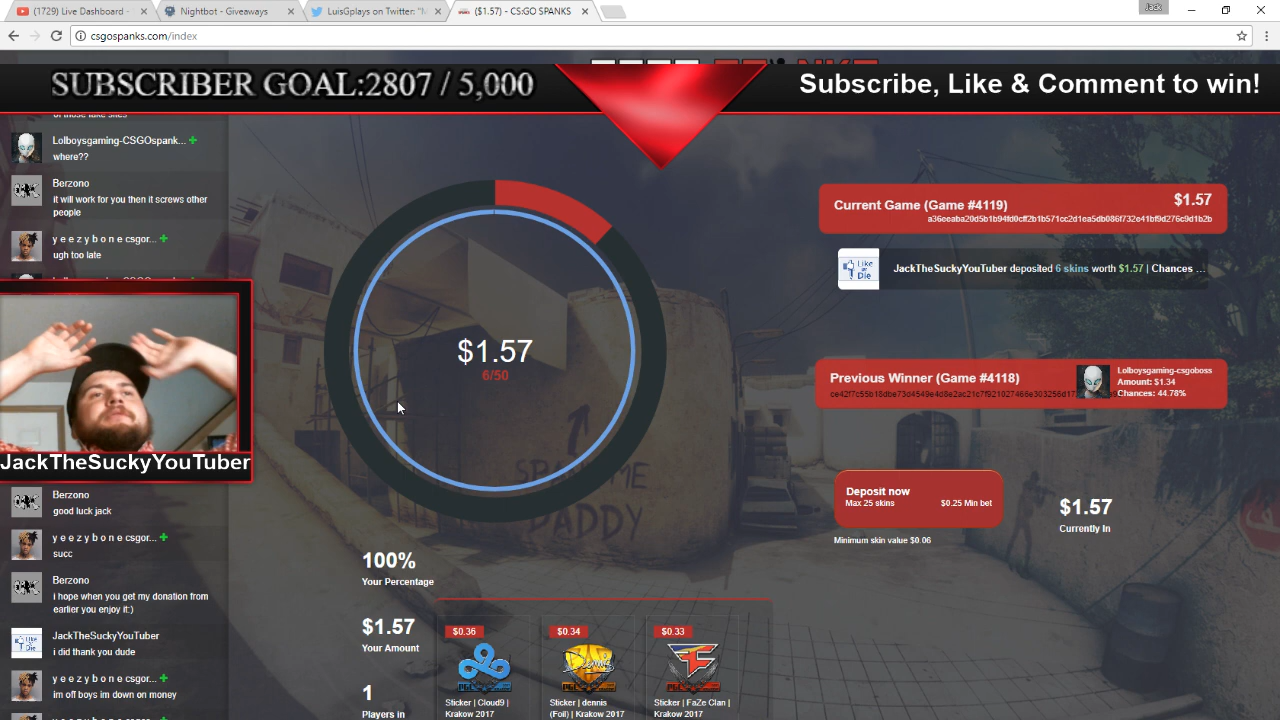 (1729) Live Dashboard -
Nightbot - Giveaways
LuisGplays on Twitter: "M
($1.57) - CS:GO SPANKS
Jack
csgospanks.com/index
SUBSCRIBER GOAL:2807 / 5,000
Subscribe, Like & Comment to win!
of those fake sites
Lolboysgaming-CSGOspank...
where??
Berzono
it will work for you then it screws other
people
y e e z y b o n e csgor...
ugh too late
JackTheSuckyYouTuber
Berzono
good luck jack
y e e z y b o n e csgor...
succ
Berzono
i hope when you get my donation from
earlier you enjoy it:)
JackTheSuckyYouTuber
i did thank you dude
y e e z y b o n e csgor...
im off boys im down on money
$1.57
6/50
100%
Your Percentage
$1.57
Your Amount
1
Players in
$0.36
Sticker | Cloud9 |
Krakow 2017
$0.34
Sticker | dennis
(Foil) | Krakow 2017
$0.33
Sticker | FaZe Clan |
Krakow 2017
Current Game (Game #4119)
$1.57
Like
or
Die
JackTheSuckyYouTuber deposited 6 skins worth $1.57 | Chances ...
Previous Winner (Game #4118)
Lolboysgaming-csgoboss
Amount: $1.34
Chances: 44.78%
Deposit now
Max 25 skins
$0.25 Min bet
Minimum skin value $0.06
$1.57
Currently In